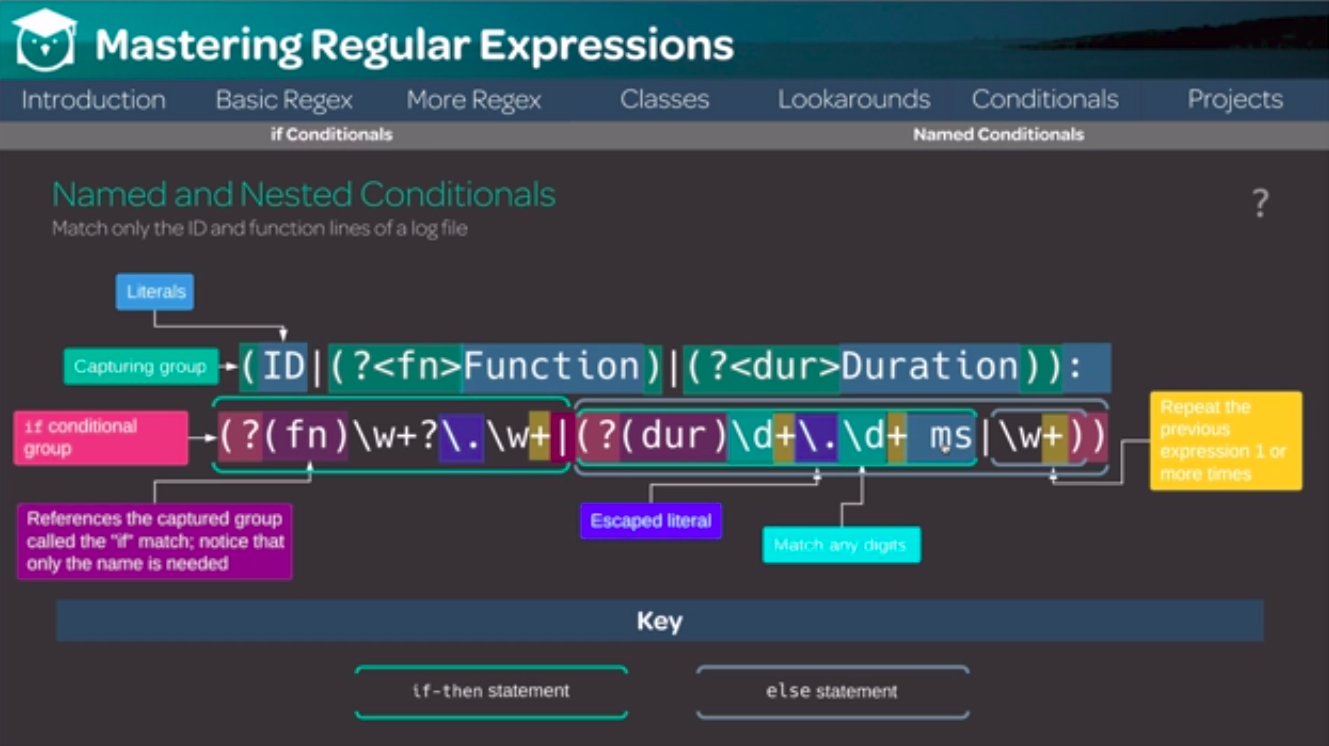 Mastering Regular Expressions
Introduction Basic Regex More Regex Classes Lookarounds Conditionals Projects
if Conditionals Named Conditionals
Named and Nested Conditionals
?
Match only the ID and function lines of a log file
Literals
Capturing group
(ID|(?<fn>Function)|(?<dur>Duration)):
if conditional
group
(?(fn)\w+?\.\w+|(?(dur)\d+\.\d+ ms|\w+))
Repeat the
previous
expression 1 or
more times
References the captured group
called the "if" match; notice that
only the name is needed
Escaped literal
Match any digits
Key
if-then statement
else statement